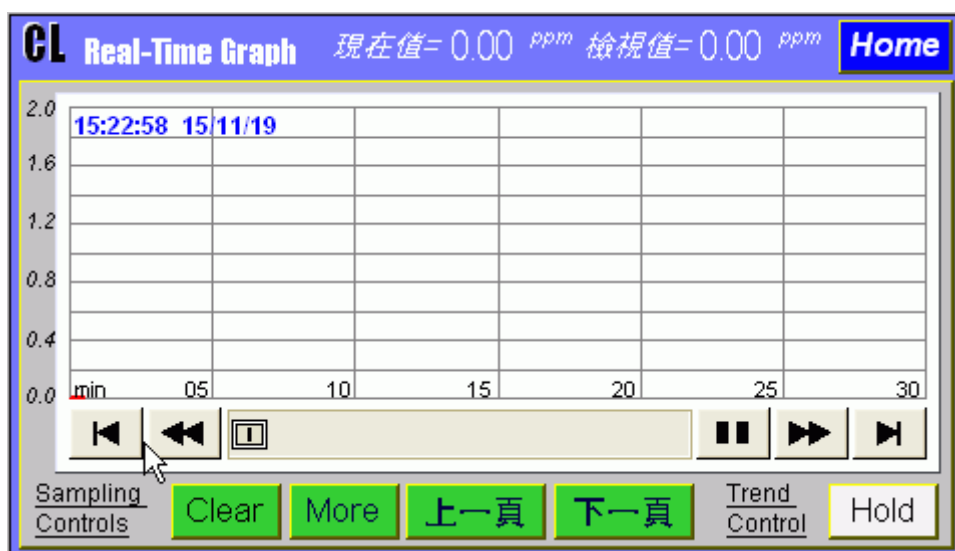 CL Real-Time Graph 現在值= 0.00 ppm 檢視值= 0.00 ppm Home
2.0
15:22:58 15/11/19
1.6
1.2
0.8
0.4
0.0 min 05 10 15 20 25 30
Sampling Controls Clear More 上一頁 下一頁 Trend Control Hold